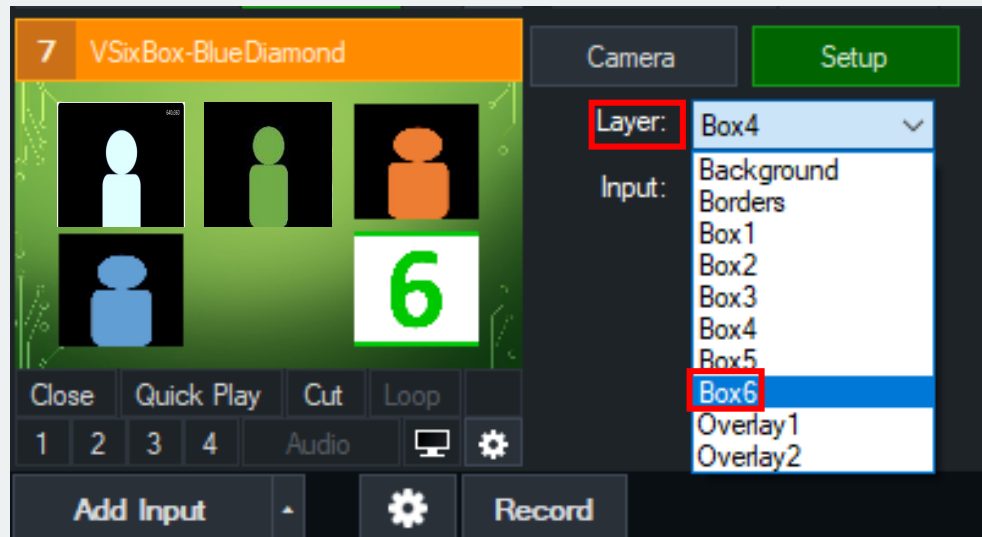 7 VSixBox-BlueDiamond
Camera
Setup
Layer:
Box4
Input:
Background
Borders
Box1
Box2
Box3
Box4
Box5
Box6
Overlay1
Overlay2
6
Close Quick Play Cut Loop
1 2 3 4 Audio
Add Input
Record